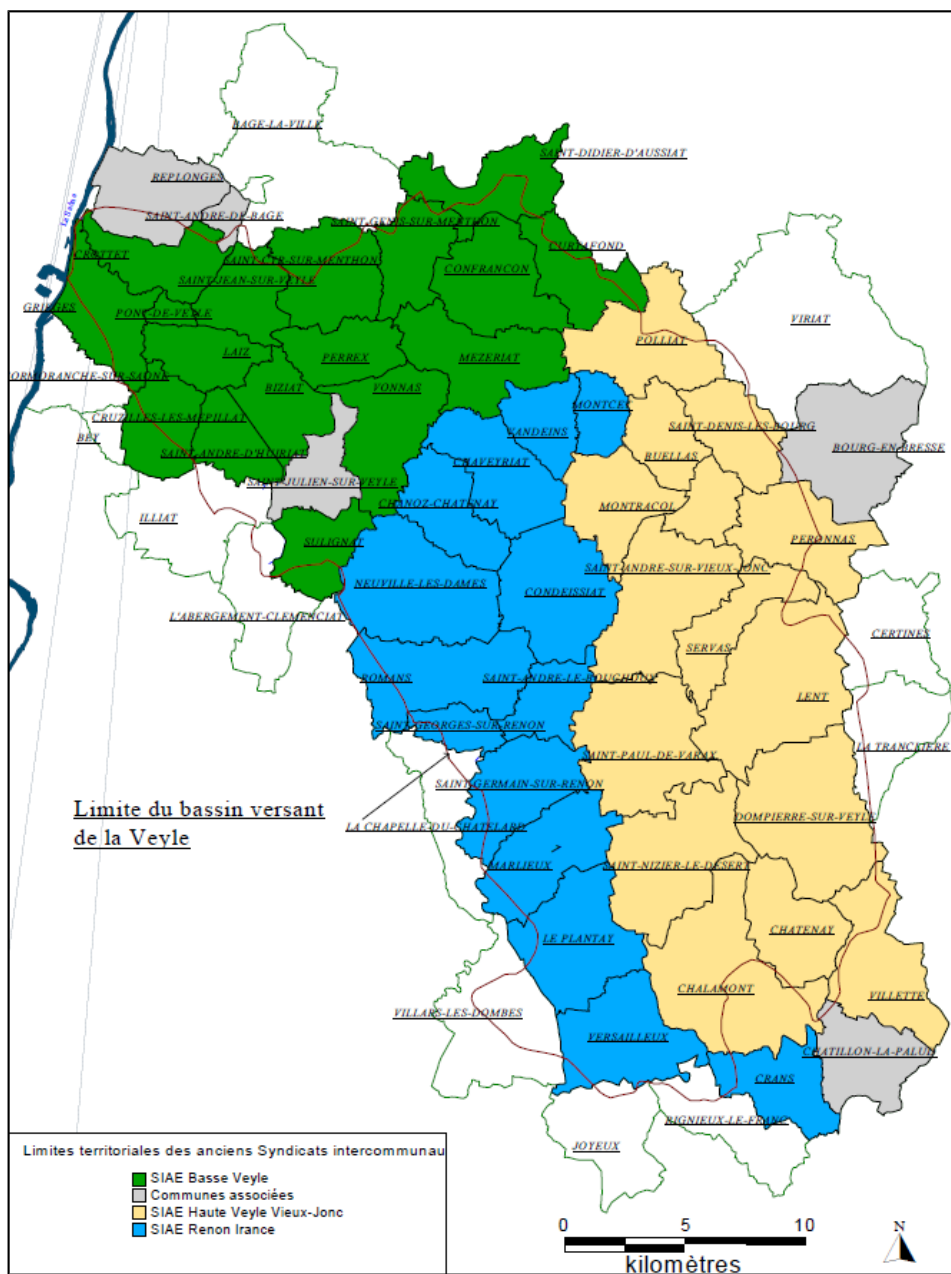 BAGE-LA-VILLE
SAINT-DIDIER-D'AUSSIAT
REPLONGES
La Saône
SAINT-ANDRE-DE-BAGE
SAINT-GENIS-SUR-MENTHON
CURTAFOND
CROTTET
SAINT-CYR-SUR-MENTHON
CONFRANCON
SAINT-JEAN-SUR-VEYLE
GRIEGES
PONT-DE-VEYLE
VIRIAT
POLLIAT
LAIZ
PERREX
MEZERIAT
CORMORANCHE-SUR-SAONE
BIZIAT
VONNAS
MONTCET
CRUZILLES-LES-MEPILLAT
SAINT-DENIS-LES-BOURG
VANDEINS
BEY
BOURG-EN-BRESSE
SAINT-ANDRE-D'HUIRIAT
BUELLAS
CHAVEYRIAT
SAINT-JULIEN-SUR-VEYLE
CHANOZ-CHATENAY
MONTRACOL
ILLIAT
PERONNAS
SULIGNAT
SAINT-ANDRE-SUR-VIEUX-JONC
NEUVILLE-LES-DAMES
CONDEISSIAT
L'ABERGEMENT-CLEMENCIAT
CERTINES
SERVAS
ROMANS
SAINT-ANDRE-LE-BOUCHOUX
LENT
SAINT-GEORGES-SUR-RENON
LA TRANCLIERE
SAINT-PAUL-DE-VARAX
SAINT-GERMAIN-SUR-RENON
Limite du bassin versant
de la Veyle
LA CHAPELLE-DU-CHATELARD
DOMPIERRE-SUR-VEYLE
MARLIEUX
SAINT-NIZIER-LE-DESERT
CHATENAY
LE PLANTAY
CHALAMONT
VILLETTE
VILLARS-LES-DOMBES
VERSAILLEUX
CHATILLON-LA-PALUD
CRANS
RIGNIEUX-LE-FRANC
JOYEUX
Limites territoriales des anciens Syndicats intercommunau
SIAE Basse Veyle
Communes associées
SIAE Haute Veyle Vieux-Jonc
SIAE Renon Irance
0 5 10
kilomètres
N